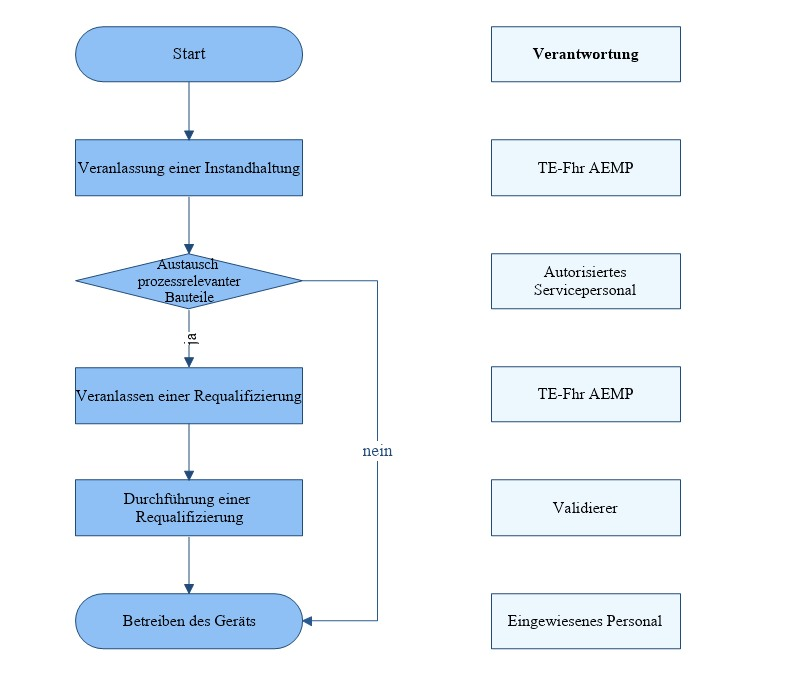 Start
Verantwortung
Veranlassung einer Instandhaltung
TE-Fhr AEMP
Austausch
prozessrelevanter
Bauteile
Autorisiertes
Servicepersonal
ja
Veranlassen einer Requalifizierung
TE-Fhr AEMP
nein
Durchführung einer
Requalifizierung
Validierer
Betreiben des Geräts
Eingewiesenes Personal